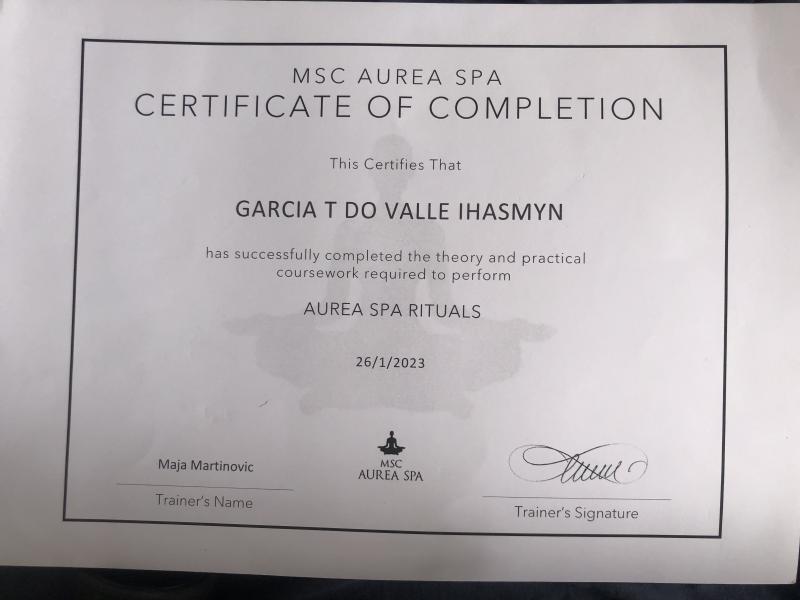 MSC AUREA SPA
CERTIFICATE OF COMPLETION
This Certifies That
GARCIA T DO VALLE IHASMYN
has successfully completed the theory and practical
coursework required to perform
AUREA SPA RITUALS
26/1/2023
Maja Martinovic
Trainer's Name
MSC
AUREA SPA
Trainer's Signature